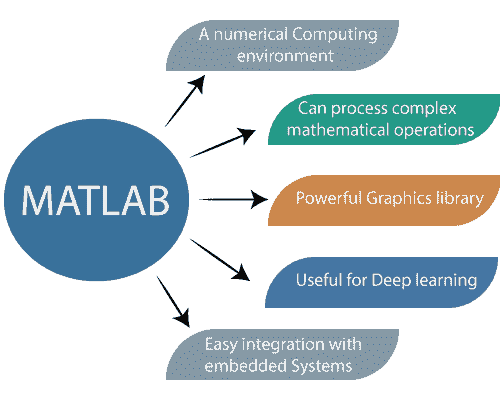 A numerical Computing
environment
Can process complex
mathematical operations
MATLAB
Powerful Graphics library
Useful for Deep learning
Easy integration with
embedded Systems